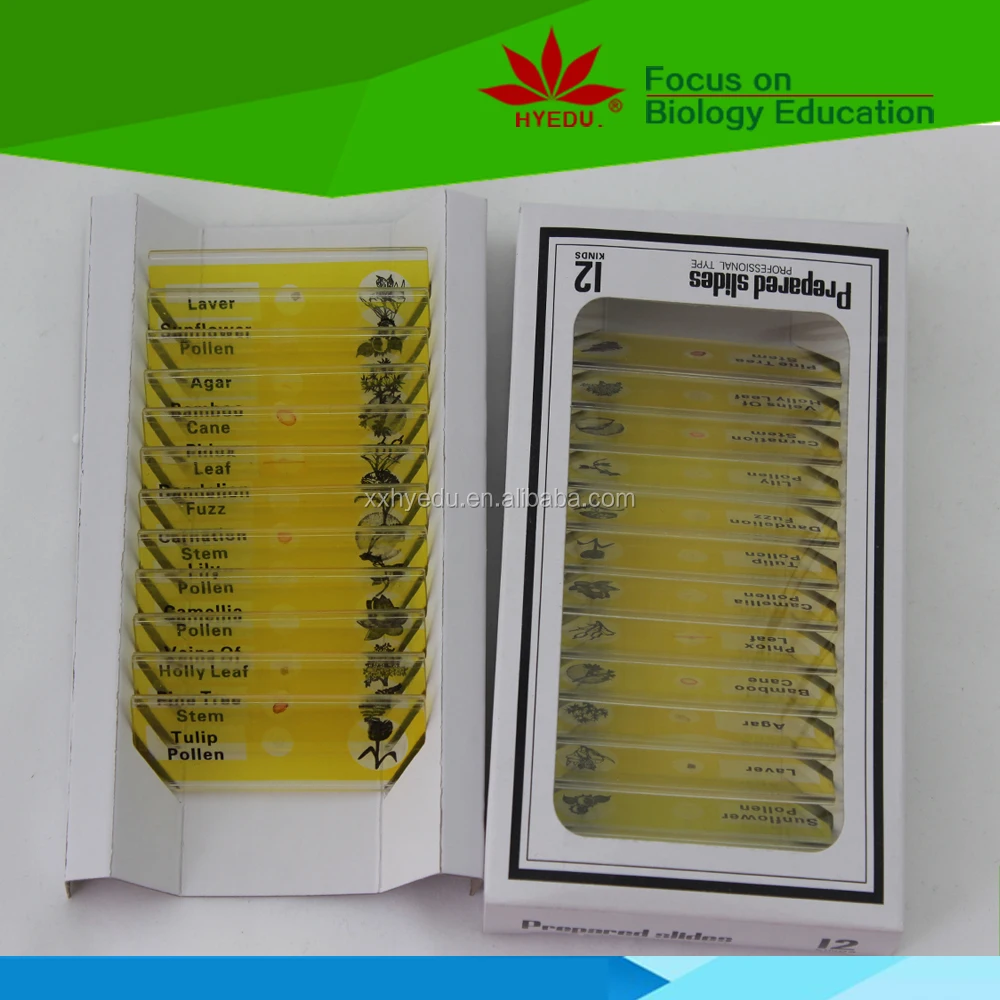 HYEDU.®
Focus on
Biology Education
Laver
Sunflower
Pollen
Agar
Bamboo
Cane
Phlox
Leaf
Dandelion
Fuzz
Carnation
Stem
Lily
Pollen
Camellia
Pollen
Veins Of
Holly Leaf
Pine Tree
Stem
Tulip
Pollen
Prepared slides
PROFESSIONAL TYPE
12
KINDS
Pine Tree
Stem
Veins Of
Holly Leaf
Carnation
Stem
Lily
Pollen
Dandelion
Fuzz
Tulip
Pollen
Camellia
Pollen
Phlox
Leaf
Bamboo
Cane
Agar
Laver
Sunflower
Pollen
Prepared slides
12
xxhyedu.en.alibaba.com